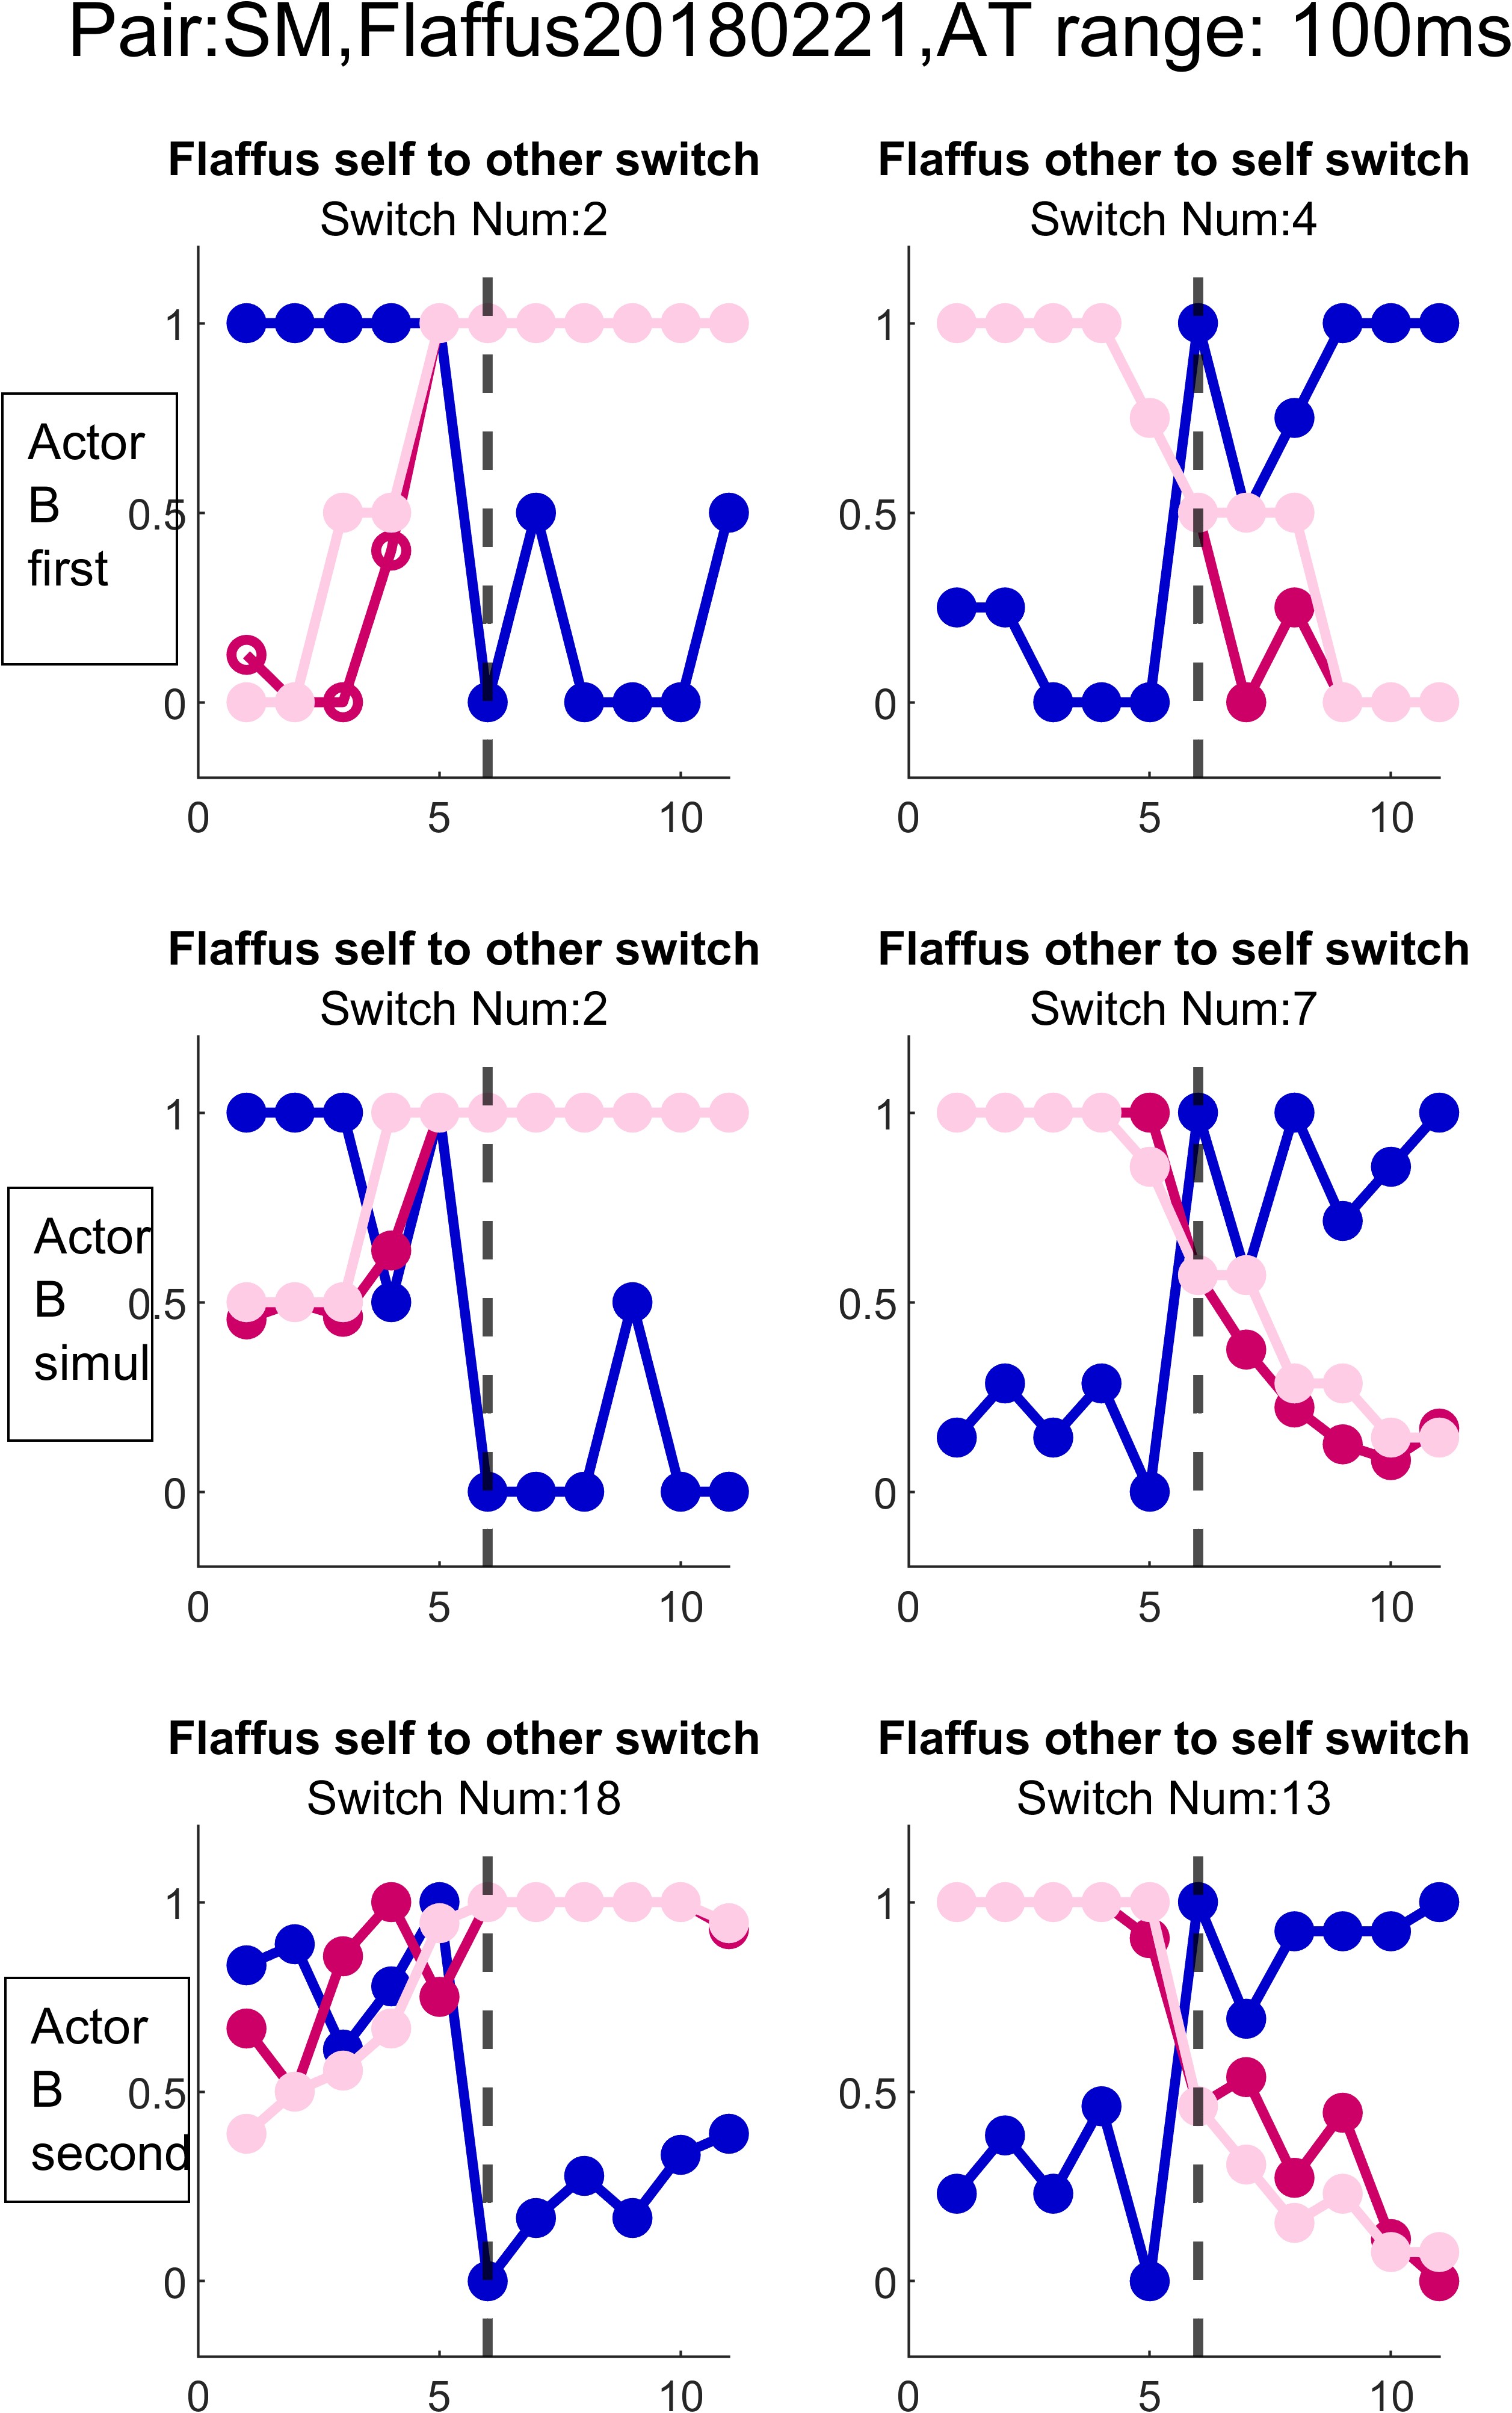 Pair:SM,Flaffus20180221,AT range: 100ms
Flaffus self to other switch
Switch Num:2
1
0.5
0
0 5 10
Flaffus other to self switch
Switch Num:4
1
0.5
0
0 5 10
Actor
B
first
Flaffus self to other switch
Switch Num:2
1
0.5
0
0 5 10
Flaffus other to self switch
Switch Num:7
1
0.5
0
0 5 10
Actor
B
simul
Flaffus self to other switch
Switch Num:18
1
0.5
0
0 5 10
Flaffus other to self switch
Switch Num:13
1
0.5
0
0 5 10
Actor
B
second